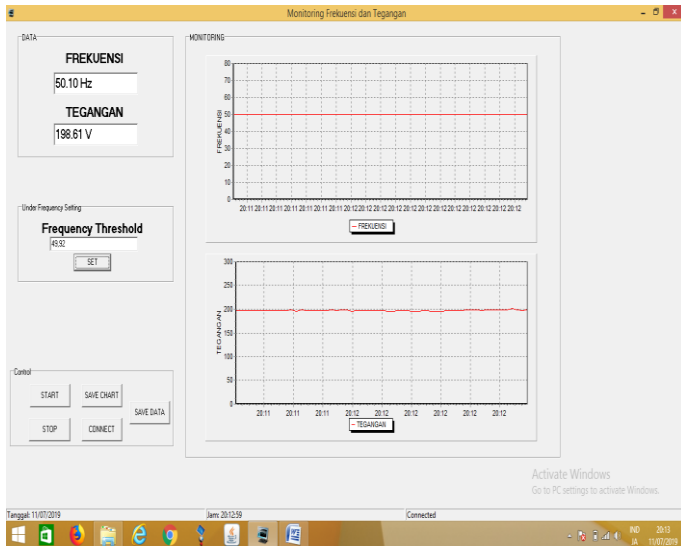 Monitoring Frekuensi dan Tegangan
DATA
FREKUENSI
50.10 Hz
TEGANGAN
198.61 V
Under Frequency Setting
Frequency Threshold
49,92
SET
Control
START
SAVE CHART
SAVE DATA
STOP
CONNECT
MONITORING
FREKUENSI
80
70
60
50
40
30
20
10
0
20:11 20:11 20:11 20:11 20:11 20:11 20:11 20:12 20:12 20:12 20:12 20:12 20:12 20:12 20:12 20:12
FREKUENSI
TEGANGAN
300
250
200
150
100
50
0
20:11 20:11 20:11 20:12 20:12 20:12 20:12 20:12 20:12
TEGANGAN
Activate Windows
Go to PC settings to activate Windows.
Tanggal: 11/07/2019
Jam: 20:12:59
Connected
IND
JA
20:13
11/07/2019